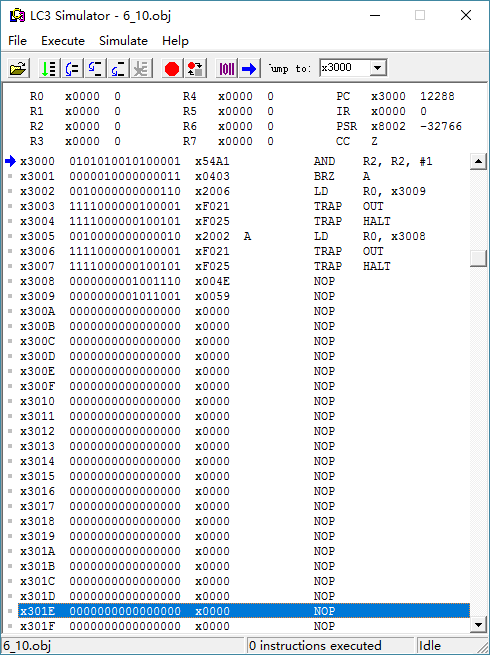 LC3 Simulator - 6_10.obj
File Execute Simulate Help
Jump to: x3000
R0 x0000 0 R4 x0000 0 PC x3000 12288
R1 x0000 0 R5 x0000 0 IR x0000 0
R2 x0000 0 R6 x0000 0 PSR x8002 -32766
R3 x0000 0 R7 x0000 0 CC Z
x3000 0101010010100001 x54A1 AND R2, R2, #1
x3001 0000010000000011 x0403 BRZ A
x3002 0010000000000110 x2006 LD R0, x3009
x3003 1111000000100001 xF021 TRAP OUT
x3004 1111000000100101 xF025 TRAP HALT
x3005 0010000000000010 x2002 A LD R0, x3008
x3006 1111000000100001 xF021 TRAP OUT
x3007 1111000000100101 xF025 TRAP HALT
x3008 0000000001001110 x004E NOP
x3009 0000000001011001 x0059 NOP
x300A 0000000000000000 x0000 NOP
x300B 0000000000000000 x0000 NOP
x300C 0000000000000000 x0000 NOP
x300D 0000000000000000 x0000 NOP
x300E 0000000000000000 x0000 NOP
x300F 0000000000000000 x0000 NOP
x3010 0000000000000000 x0000 NOP
x3011 0000000000000000 x0000 NOP
x3012 0000000000000000 x0000 NOP
x3013 0000000000000000 x0000 NOP
x3014 0000000000000000 x0000 NOP
x3015 0000000000000000 x0000 NOP
x3016 0000000000000000 x0000 NOP
x3017 0000000000000000 x0000 NOP
x3018 0000000000000000 x0000 NOP
x3019 0000000000000000 x0000 NOP
x301A 0000000000000000 x0000 NOP
x301B 0000000000000000 x0000 NOP
x301C 0000000000000000 x0000 NOP
x301D 0000000000000000 x0000 NOP
x301E 0000000000000000 x0000 NOP
x301F 0000000000000000 x0000 NOP
6_10.obj 0 instructions executed Idle